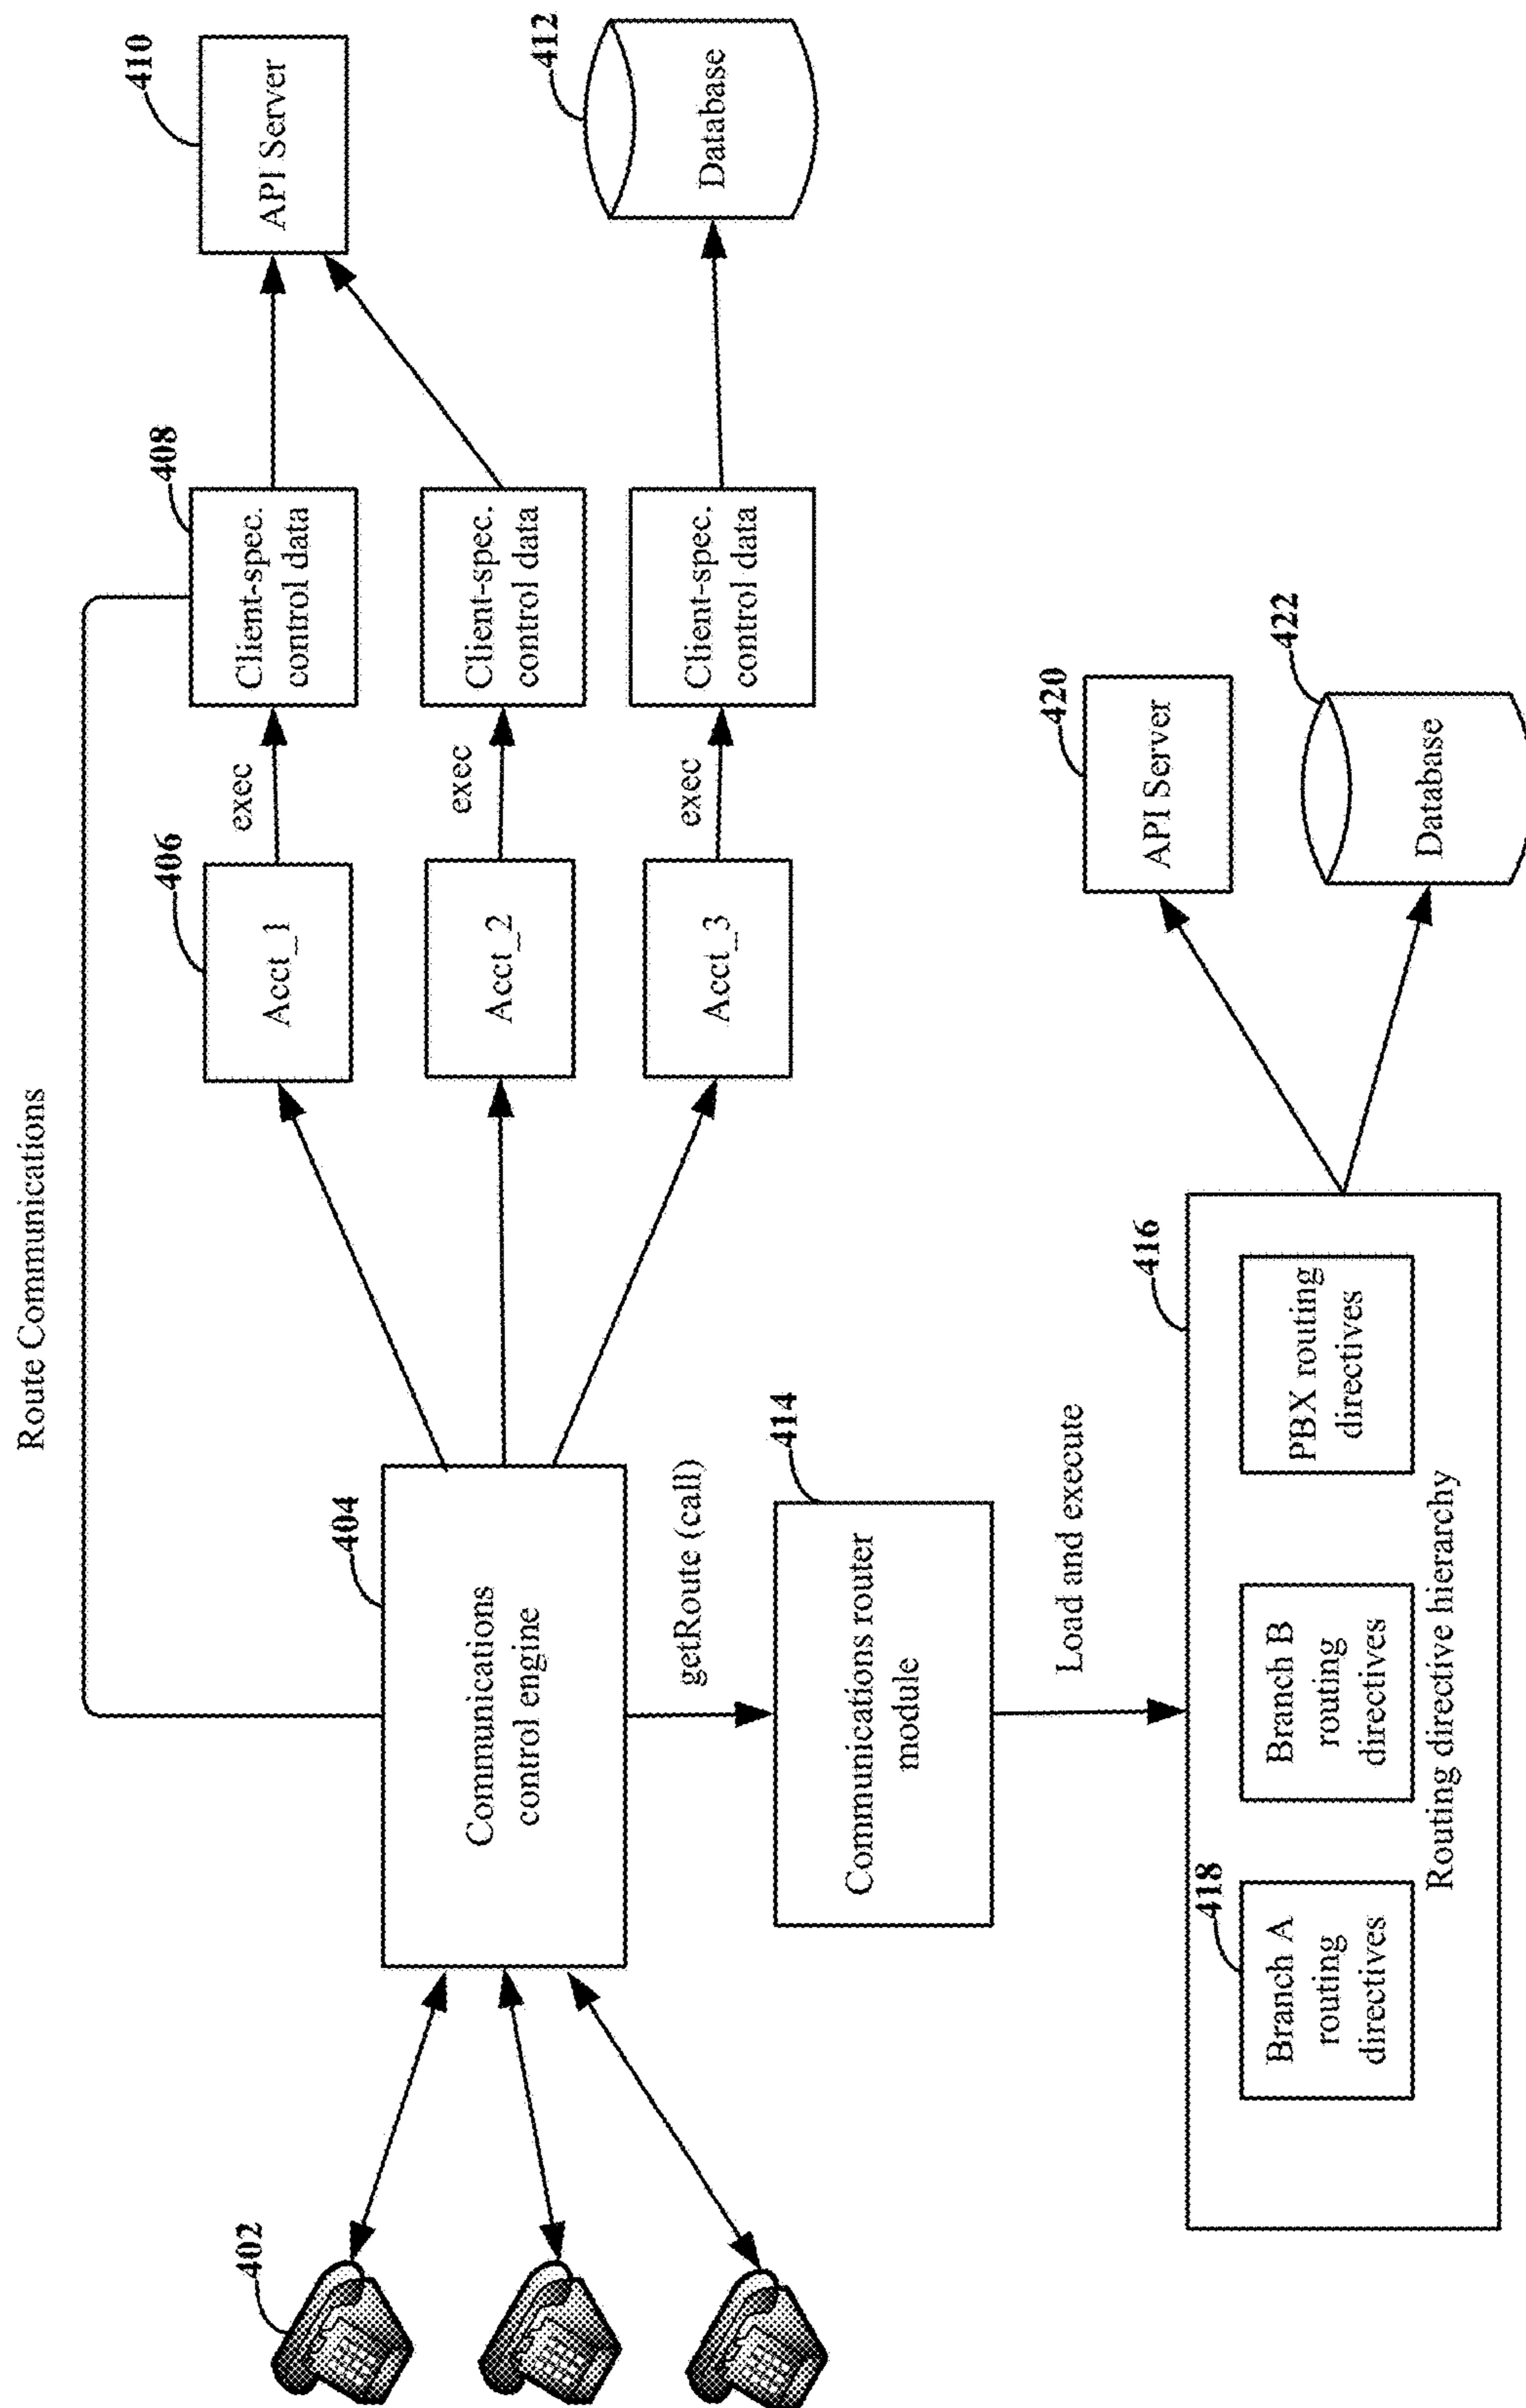 Route Communications
402
404
Communications
control engine
406
Acct_1
exec
408
Client-spec.
control data
410
API Server
Acct_2
exec
Client-spec.
control data
Acct_3
exec
Client-spec.
control data
412
Database
getRoute (call)
414
Communications router
module
Load and execute
416
418
Branch A
routing
directives
Branch B
routing
directives
PBX routing
directives
Routing directive hierarchy
420
API Server
422
Database